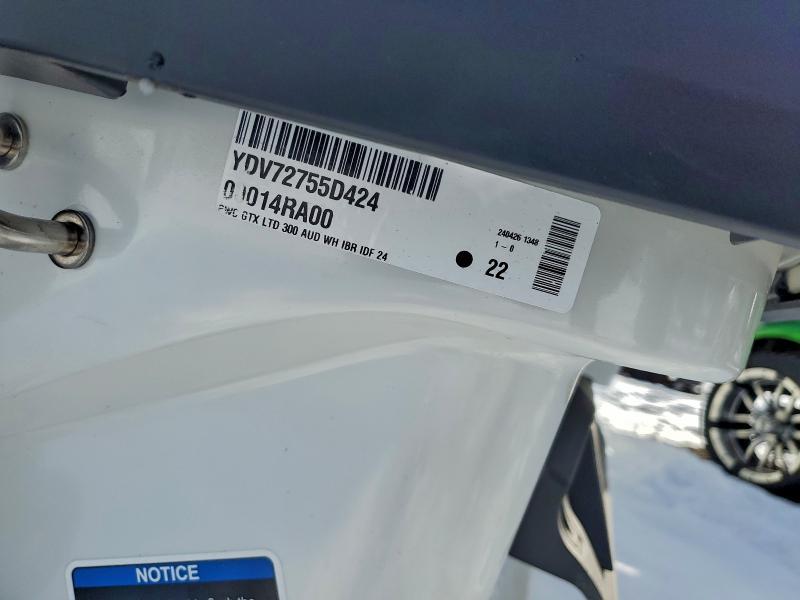 YDV72755D424
00014RA00
PWC GTX LTD 300 AUD WH IBR IDF 24
240426 1348
1 - 0
22
NOTICE